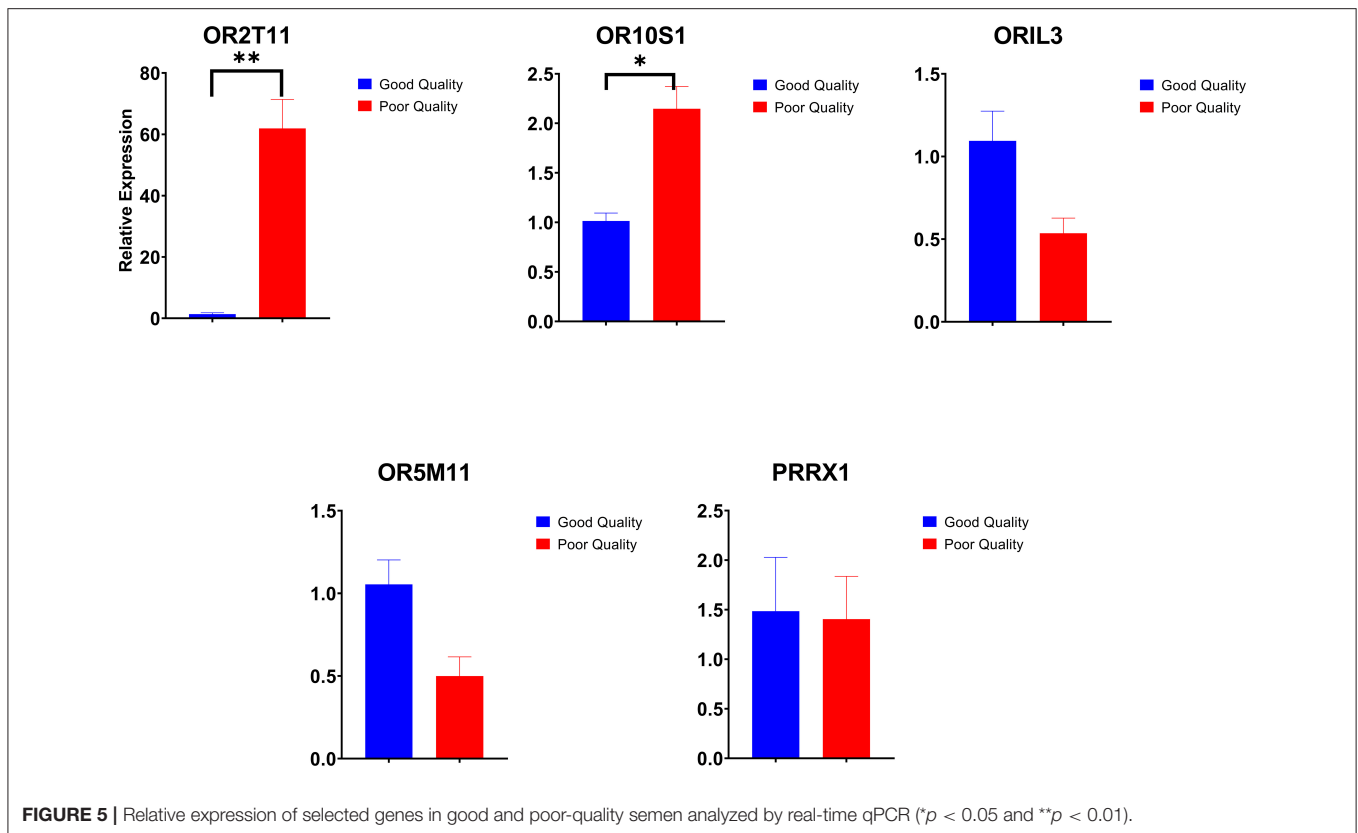 OR2T11
**
80
60
40
20
0
Relative Expression
Good Quality
Poor Quality
OR10S1
*
2.5
2.0
1.5
1.0
0.5
0.0
Good Quality
Poor Quality
ORIL3
1.5
1.0
0.5
0.0
Good Quality
Poor Quality
OR5M11
1.5
1.0
0.5
0.0
Good Quality
Poor Quality
PRRX1
2.5
2.0
1.5
1.0
0.5
0.0
Good Quality
Poor Quality
FIGURE 5 | Relative expression of selected genes in good and poor-quality semen analyzed by real-time qPCR (*p < 0.05 and **p < 0.01).